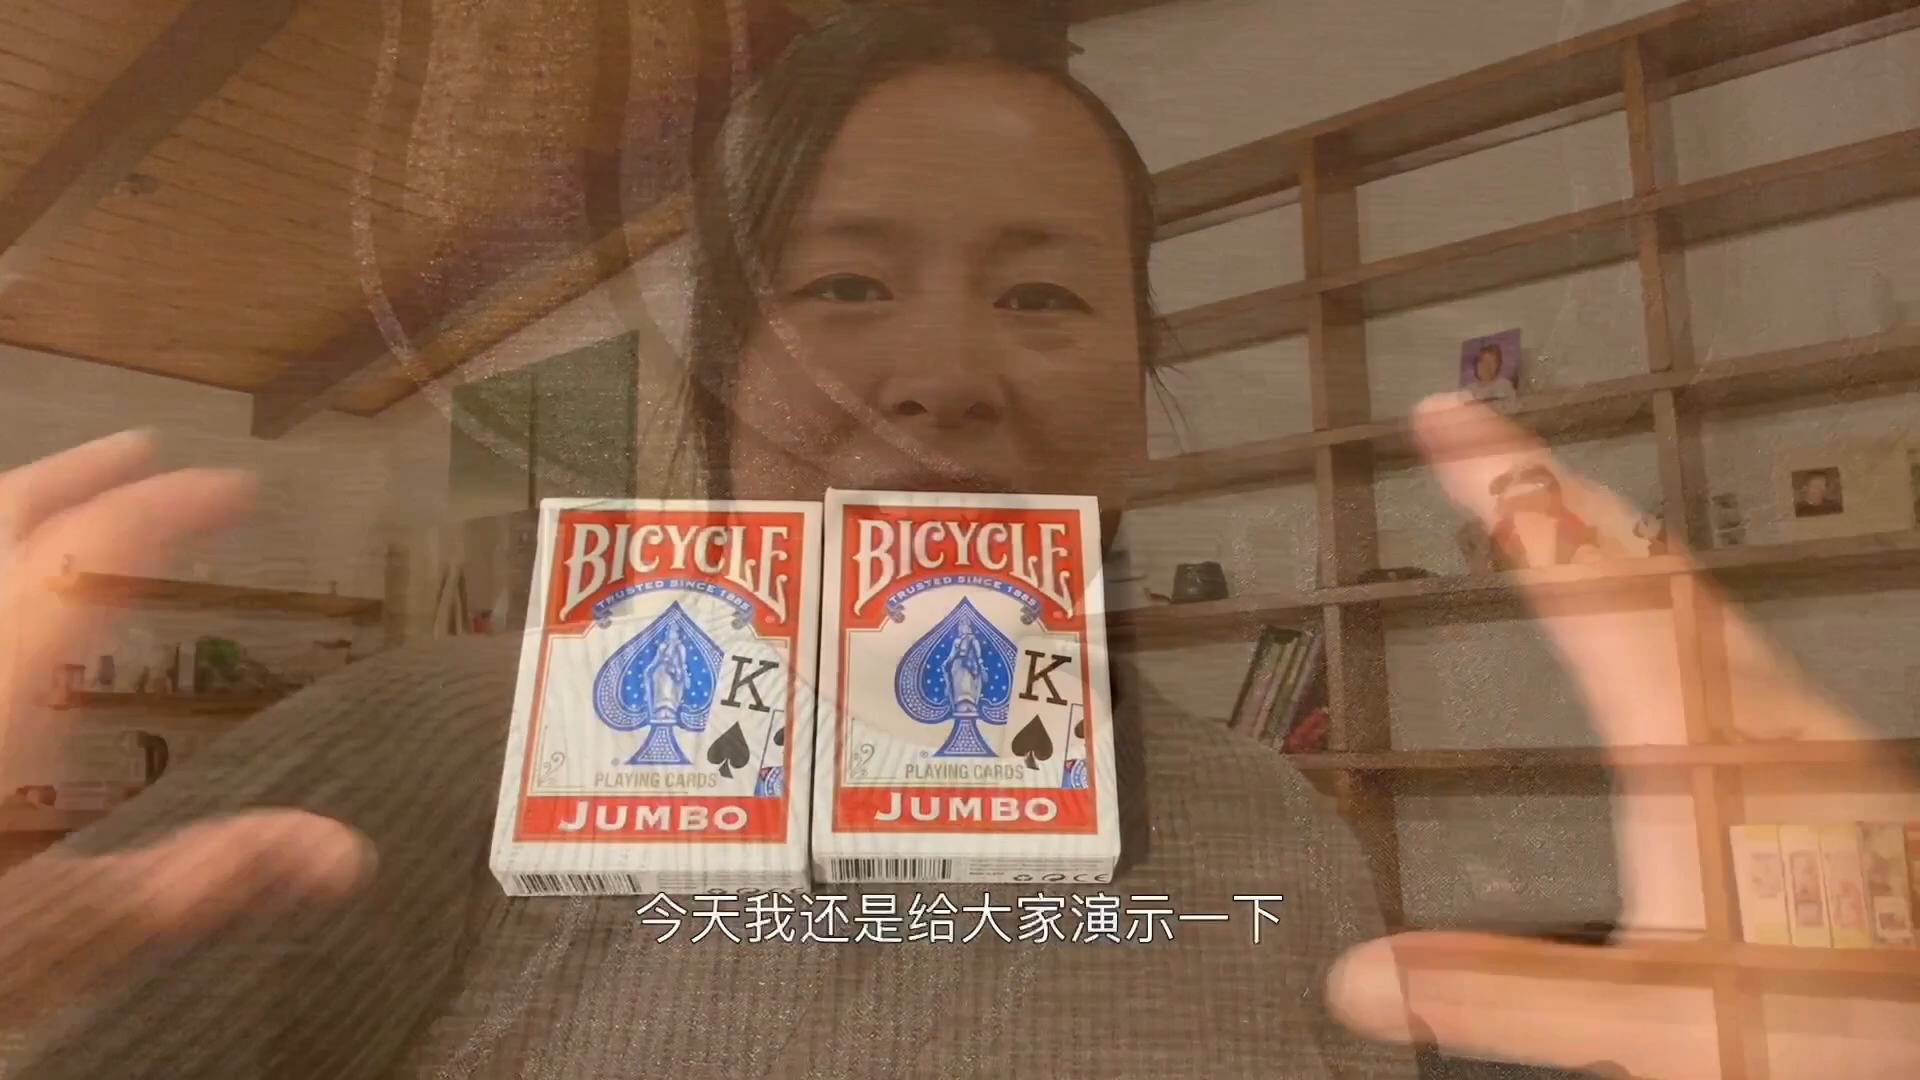 BICYCLE
TRUSTED SINCE 1885
K
PLAYING CARDS
JUMBO
BICYCLE
TRUSTED SINCE 1885
K
PLAYING CARDS
JUMBO
今天我还是给大家演示一下